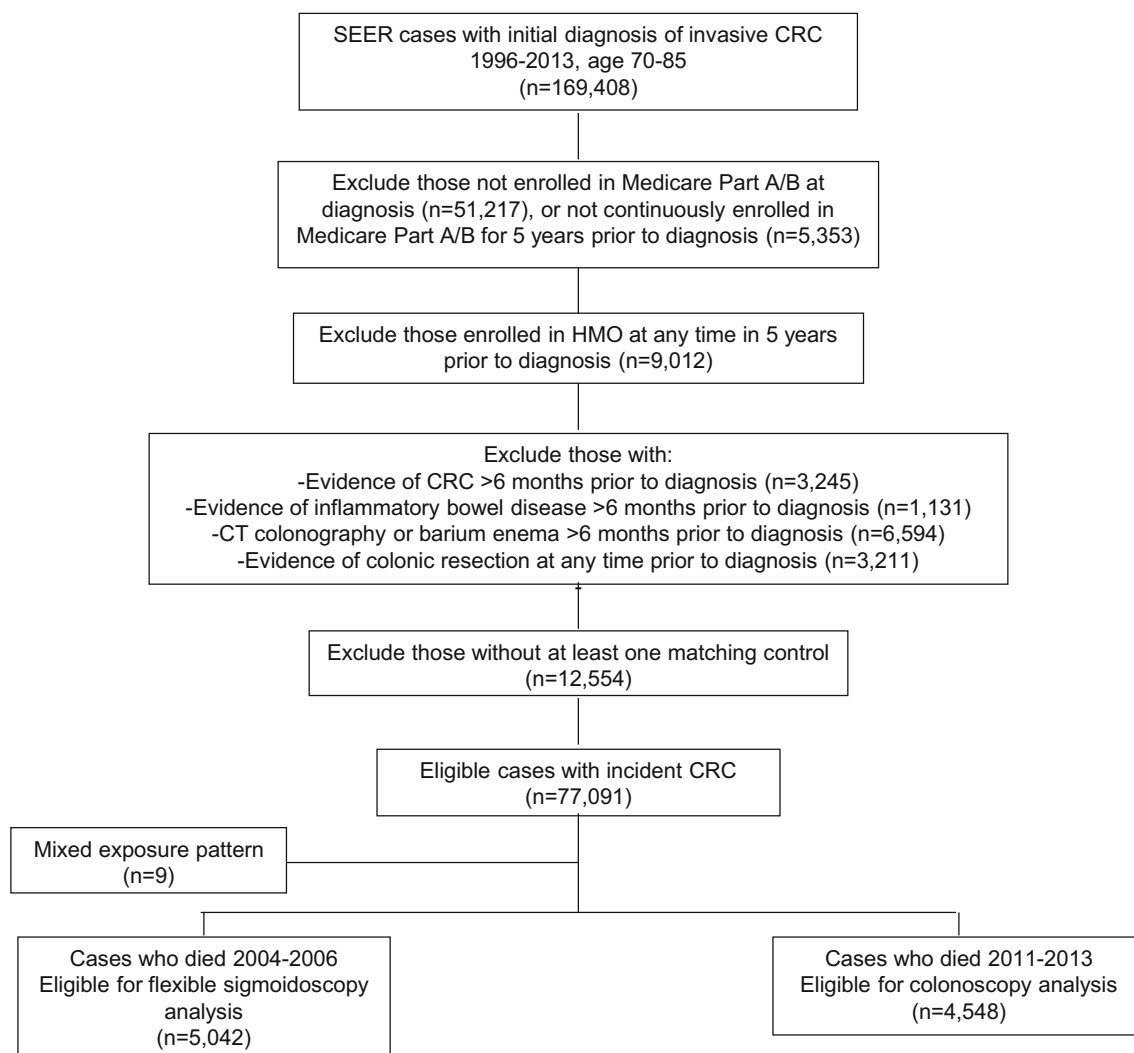 SEER cases with initial diagnosis of invasive CRC
1996-2013, age 70-85
(n=169,408)
Exclude those not enrolled in Medicare Part A/B at
diagnosis (n=51,217), or not continuously enrolled in
Medicare Part A/B for 5 years prior to diagnosis (n=5,353)
Exclude those enrolled in HMO at any time in 5 years
prior to diagnosis (n=9,012)
Exclude those with:
-Evidence of CRC >6 months prior to diagnosis (n=3,245)
-Evidence of inflammatory bowel disease >6 months prior to diagnosis (n=1,131)
-CT colonography or barium enema >6 months prior to diagnosis (n=6,594)
-Evidence of colonic resection at any time prior to diagnosis (n=3,211)
-
Exclude those without at least one matching control
(n=12,554)
Eligible cases with incident CRC
(n=77,091)
Mixed exposure pattern
(n=9)
Cases who died 2004-2006
Eligible for flexible sigmoidoscopy
analysis
(n=5,042)
Cases who died 2011-2013
Eligible for colonoscopy analysis
(n=4,548)